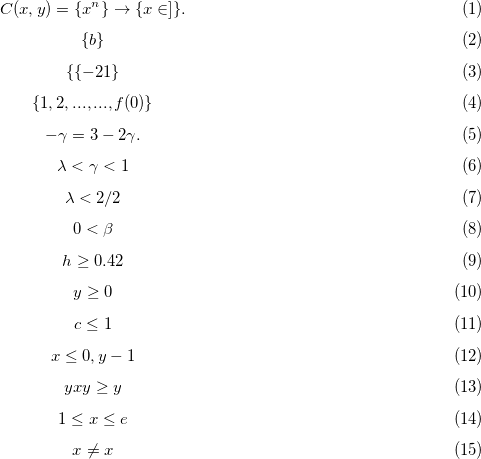 C(x, y) = {xⁿ} → {x ∈]}. (1)
{b} (2)
{{−21} (3)
{1, 2, ..., ..., f(0)} (4)
−γ = 3 − 2γ. (5)
λ < γ < 1 (6)
λ < 2/2 (7)
0 < β (8)
h ≥ 0.42 (9)
y ≥ 0 (10)
c ≤ 1 (11)
x ≤ 0, y − 1 (12)
yxy ≥ y (13)
1 ≤ x ≤ e (14)
x ≠ x (15)